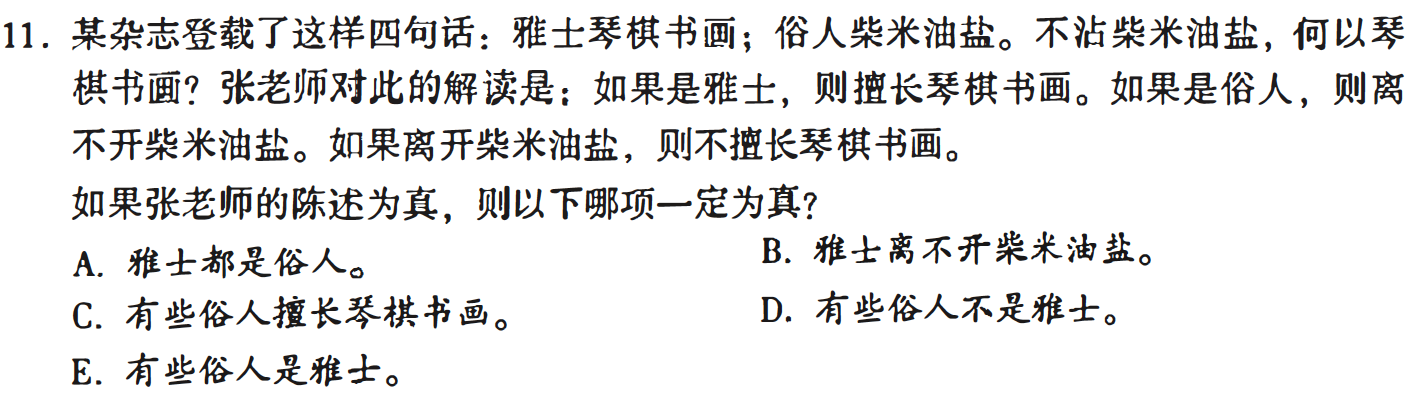 11. 某杂志登载了这样四句话：雅士琴棋书画；俗人柴米油盐。不沾柴米油盐，何以琴
棋书画？张老师对此的解读是：如果是雅士，则擅长琴棋书画。如果是俗人，则离
不开柴米油盐。如果离开柴米油盐，则不擅长琴棋书画。
如果张老师的陈述为真，则以下哪项一定为真？
A. 雅士都是俗人。
B. 雅士离不开柴米油盐。
C. 有些俗人擅长琴棋书画。
D. 有些俗人不是雅士。
E. 有些俗人是雅士。